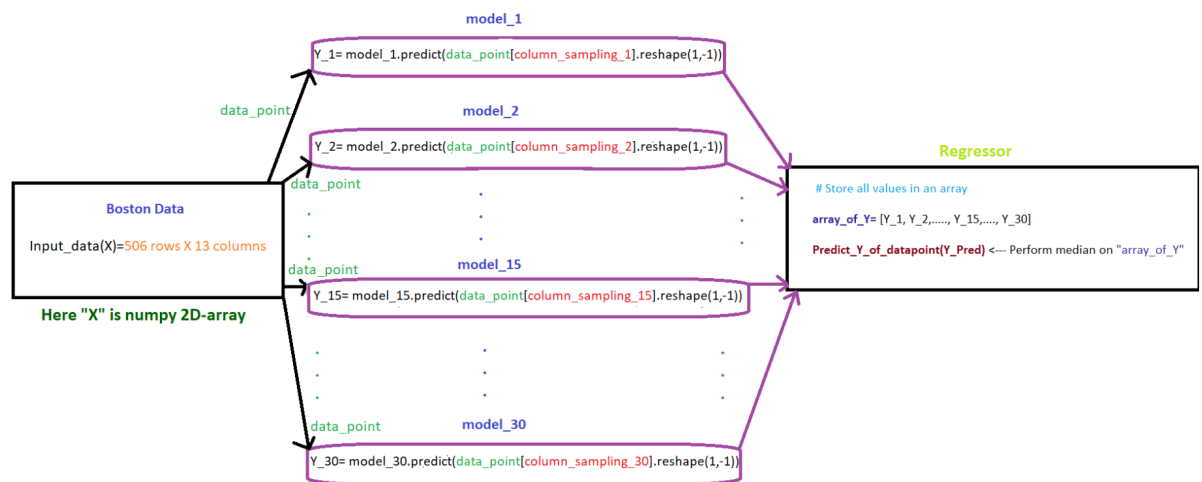 model_1
Y_1= model_1.predict(data_point[column_sampling_1].reshape(1,-1))
data_point
model_2
Y_2= model_2.predict(data_point[column_sampling_2].reshape(1,-1))
data_point
Boston Data
Input_data(X)=506 rows X 13 columns
Here "X" is numpy 2D-array
data_point
model_15
Y_15= model_15.predict(data_point[column_sampling_15].reshape(1,-1))
data_point
model_30
Y_30= model_30.predict(data_point[column_sampling_30].reshape(1,-1))
Regressor
# Store all values in an array
array_of_Y= [Y_1, Y_2,....., Y_15,...., Y_30]
Predict_Y_of_datapoint(Y_Pred) <--- Perform median on "array_of_Y"